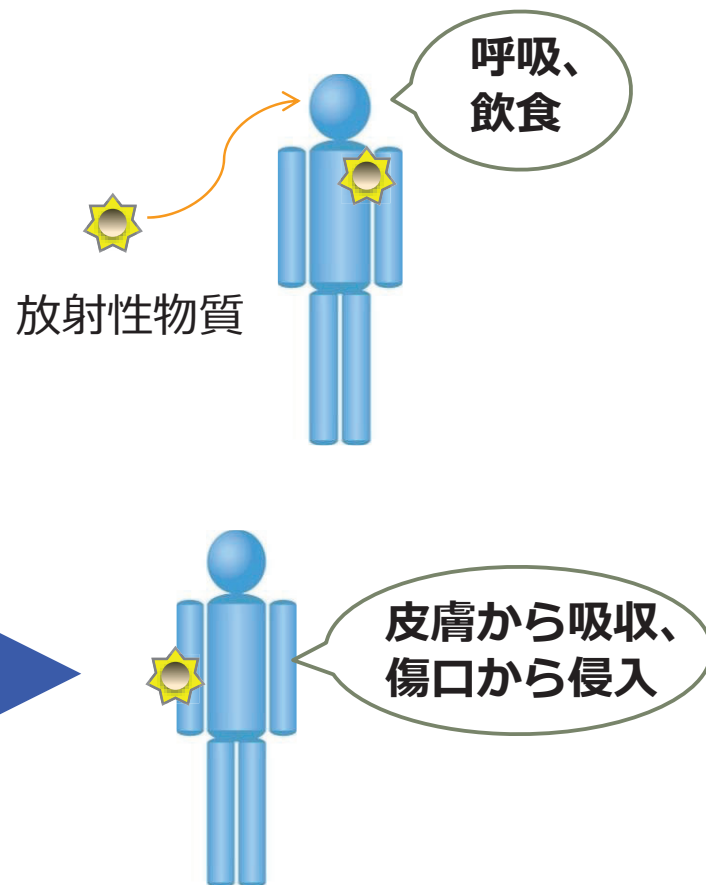 呼吸、
飲食
放射性物質
皮膚から吸収、
傷口から侵入